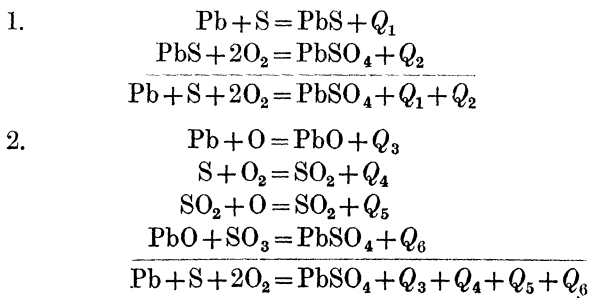 1. Pb + S = PbS + Q₁
PbS + 2O₂ = PbSO₄ + Q₂
Pb + S + 2O₂ = PbSO₄ + Q₁ + Q₂
2. Pb + O = PbO + Q₃
S + O₂ = SO₂ + Q₄
SO₂ + O = SO₂ + Q₅
PbO + SO₃ = PbSO₄ + Q₆
Pb + S + 2O₂ = PbSO₄ + Q₃ + Q₄ + Q₅ + Q₆